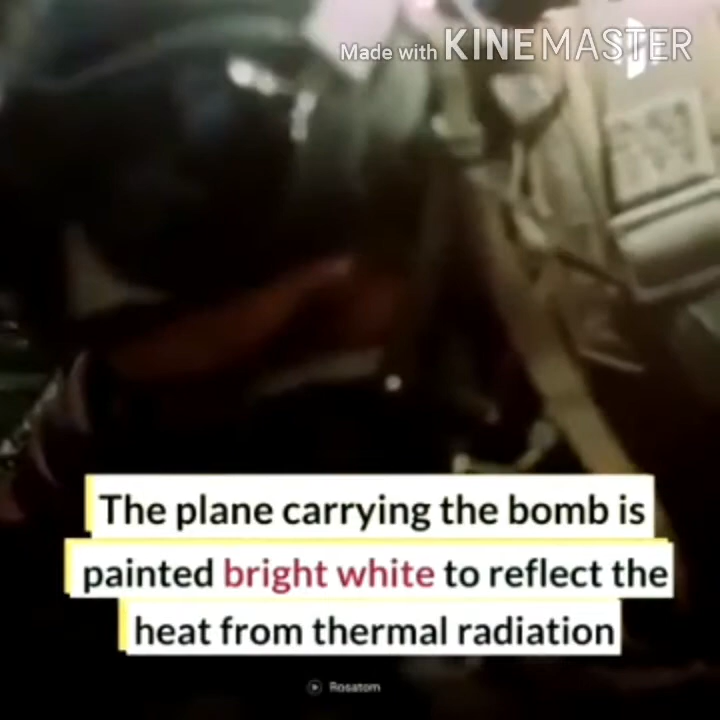 Made with KINEMASTER
The plane carrying the bomb is
painted bright white to reflect the
heat from thermal radiation
Rosatom